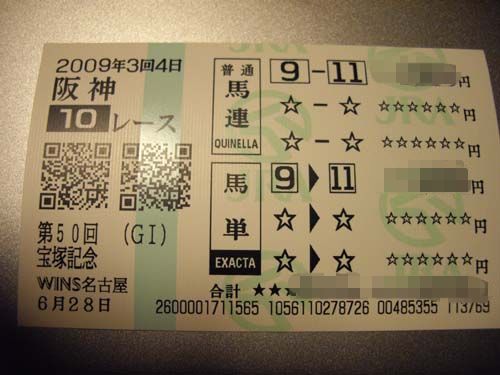 2009年3回4日
阪神
10レース
第50回 (GI)
宝塚記念
WINS名古屋
6月28日
普通
馬連
QUINELLA
9-11 円
☆-☆ ☆☆☆☆☆☆円
☆-☆ ☆☆☆☆☆☆円
馬単
EXACTA
9▶11 円
☆▶☆ ☆☆☆☆☆☆円
☆▶☆ ☆☆☆☆☆☆円
合計 ★★
2600001711565 1056110278726 00485355 113769
JRA